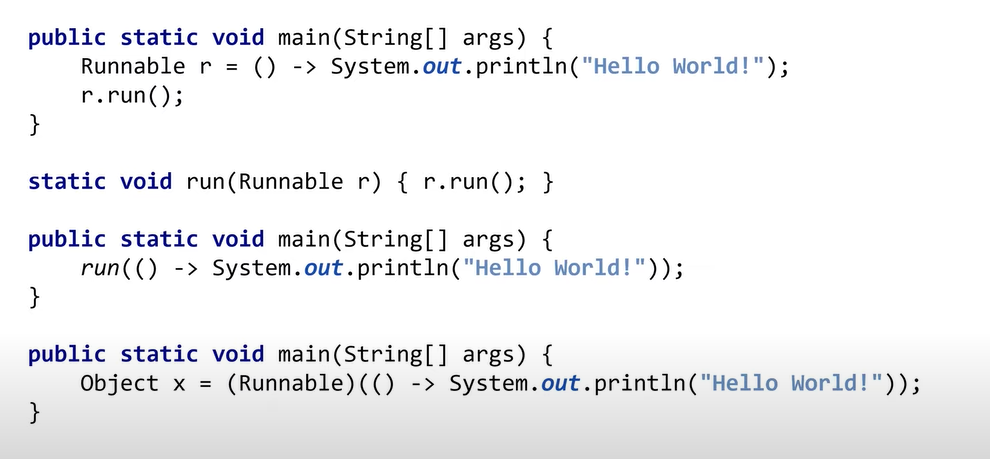 public static void main(String[] args) {
    Runnable r = () -> System.out.println("Hello World!");
    r.run();
}

static void run(Runnable r) { r.run(); }

public static void main(String[] args) {
    run(() -> System.out.println("Hello World!"));
}

public static void main(String[] args) {
    Object x = (Runnable)(() -> System.out.println("Hello World!"));
}